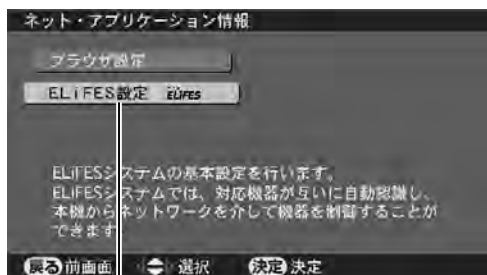 ネット・アプリケーション情報
ブラウザ設定
ELiFES設定 ELiFES
ELiFESシステムの基本設定を行います。
ELiFESシステムでは、対応機器が互いに自動認識し、
本機からネットワークを介して機器を制御することが
できます
戻る 前画面 選択 決定 決定